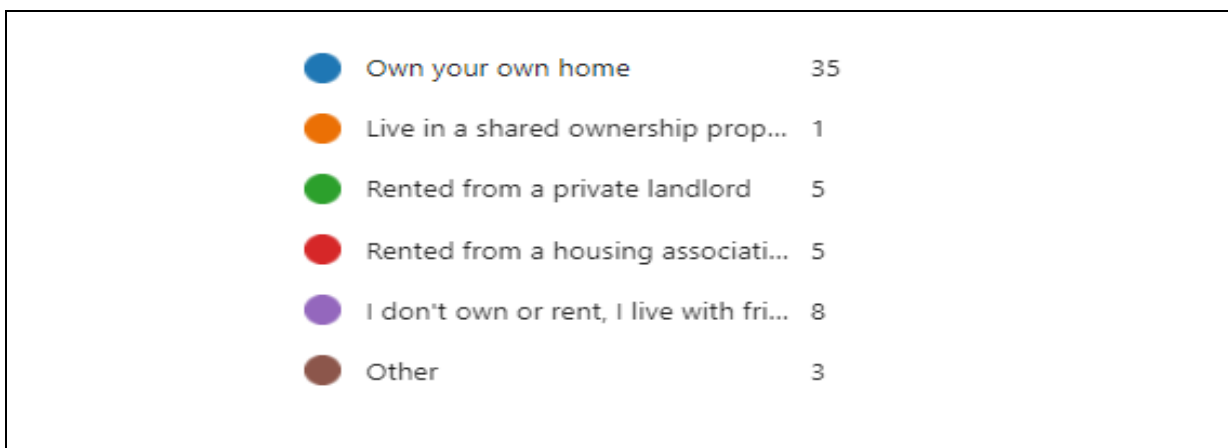 Own your own home 35
Live in a shared ownership prop... 1
Rented from a private landlord 5
Rented from a housing associati... 5
I don't own or rent, I live with fri... 8
Other 3